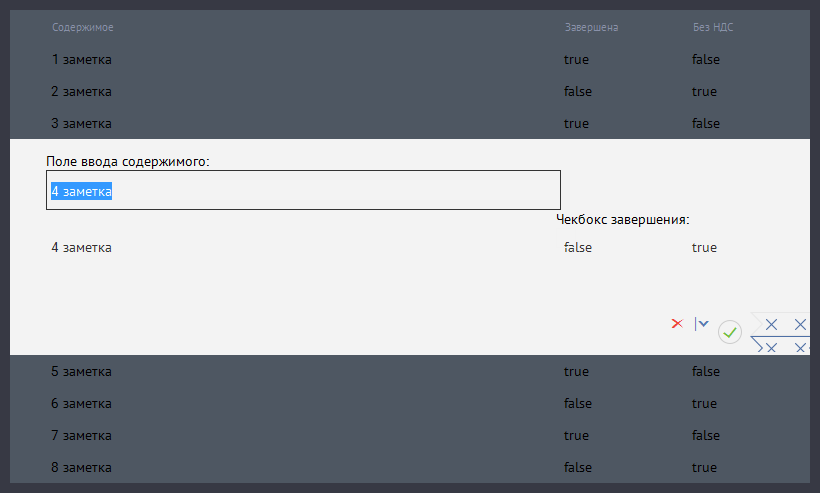 Содержимое Завершена Без НДС
1 заметка true false
2 заметка false true
3 заметка true false
Поле ввода содержимого:
4 заметка
Чекбокс завершения:
4 заметка false true
5 заметка true false
6 заметка false true
7 заметка true false
8 заметка false true